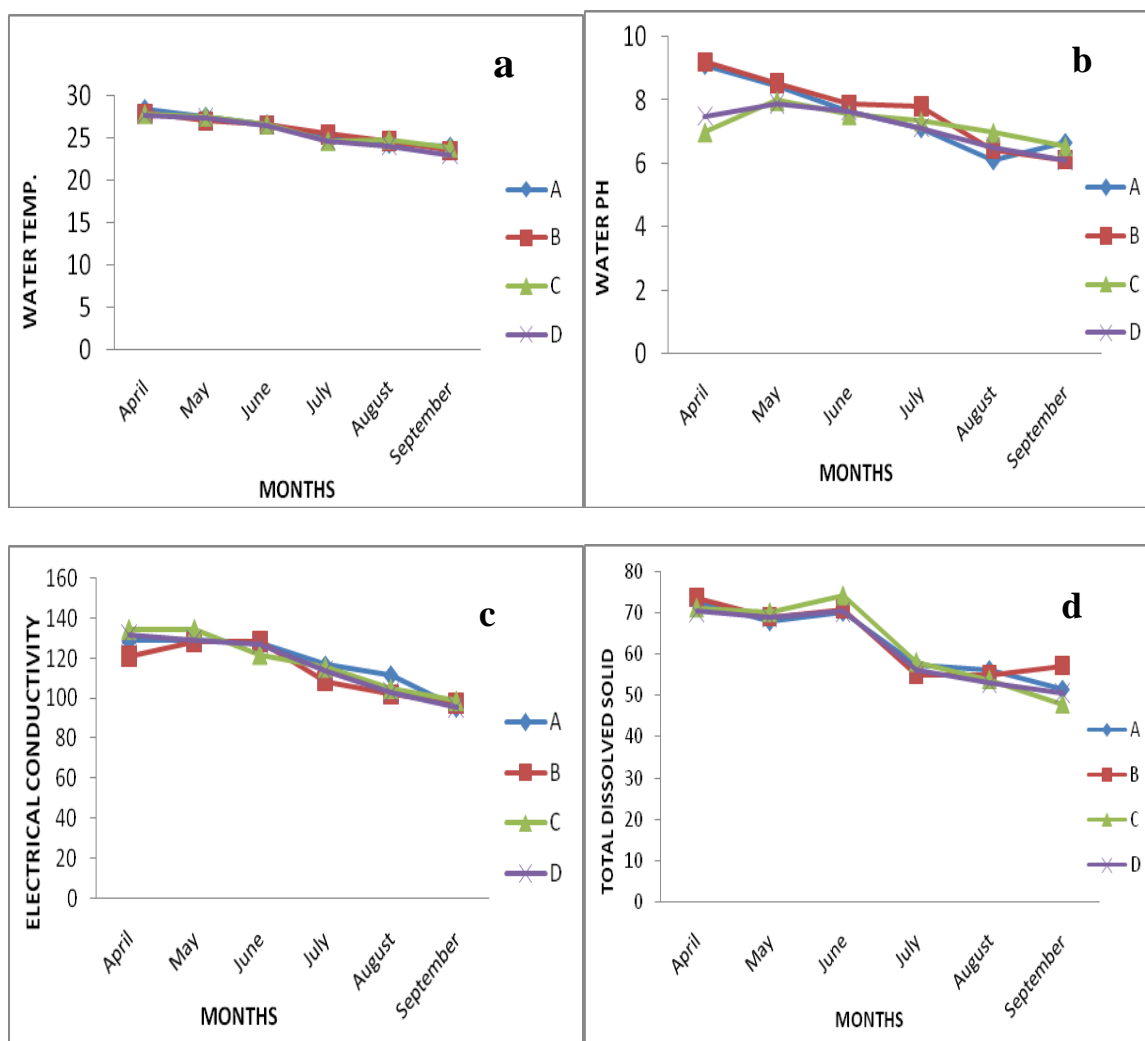 a
WATER TEMP.
30
25
20
15
10
5
0
April
May
June
July
August
September
MONTHS
A
B
C
D
b
WATER PH
10
8
6
4
2
0
April
May
June
July
August
September
MONTHS
A
B
C
D
c
ELECTRICAL CONDUCTIVITY
160
140
120
100
80
60
40
20
0
April
May
June
July
August
September
MONTHS
A
B
C
D
d
TOTAL DISSOLVED SOLID
80
70
60
50
40
30
20
10
0
April
May
June
July
August
September
MONTHS
A
B
C
D